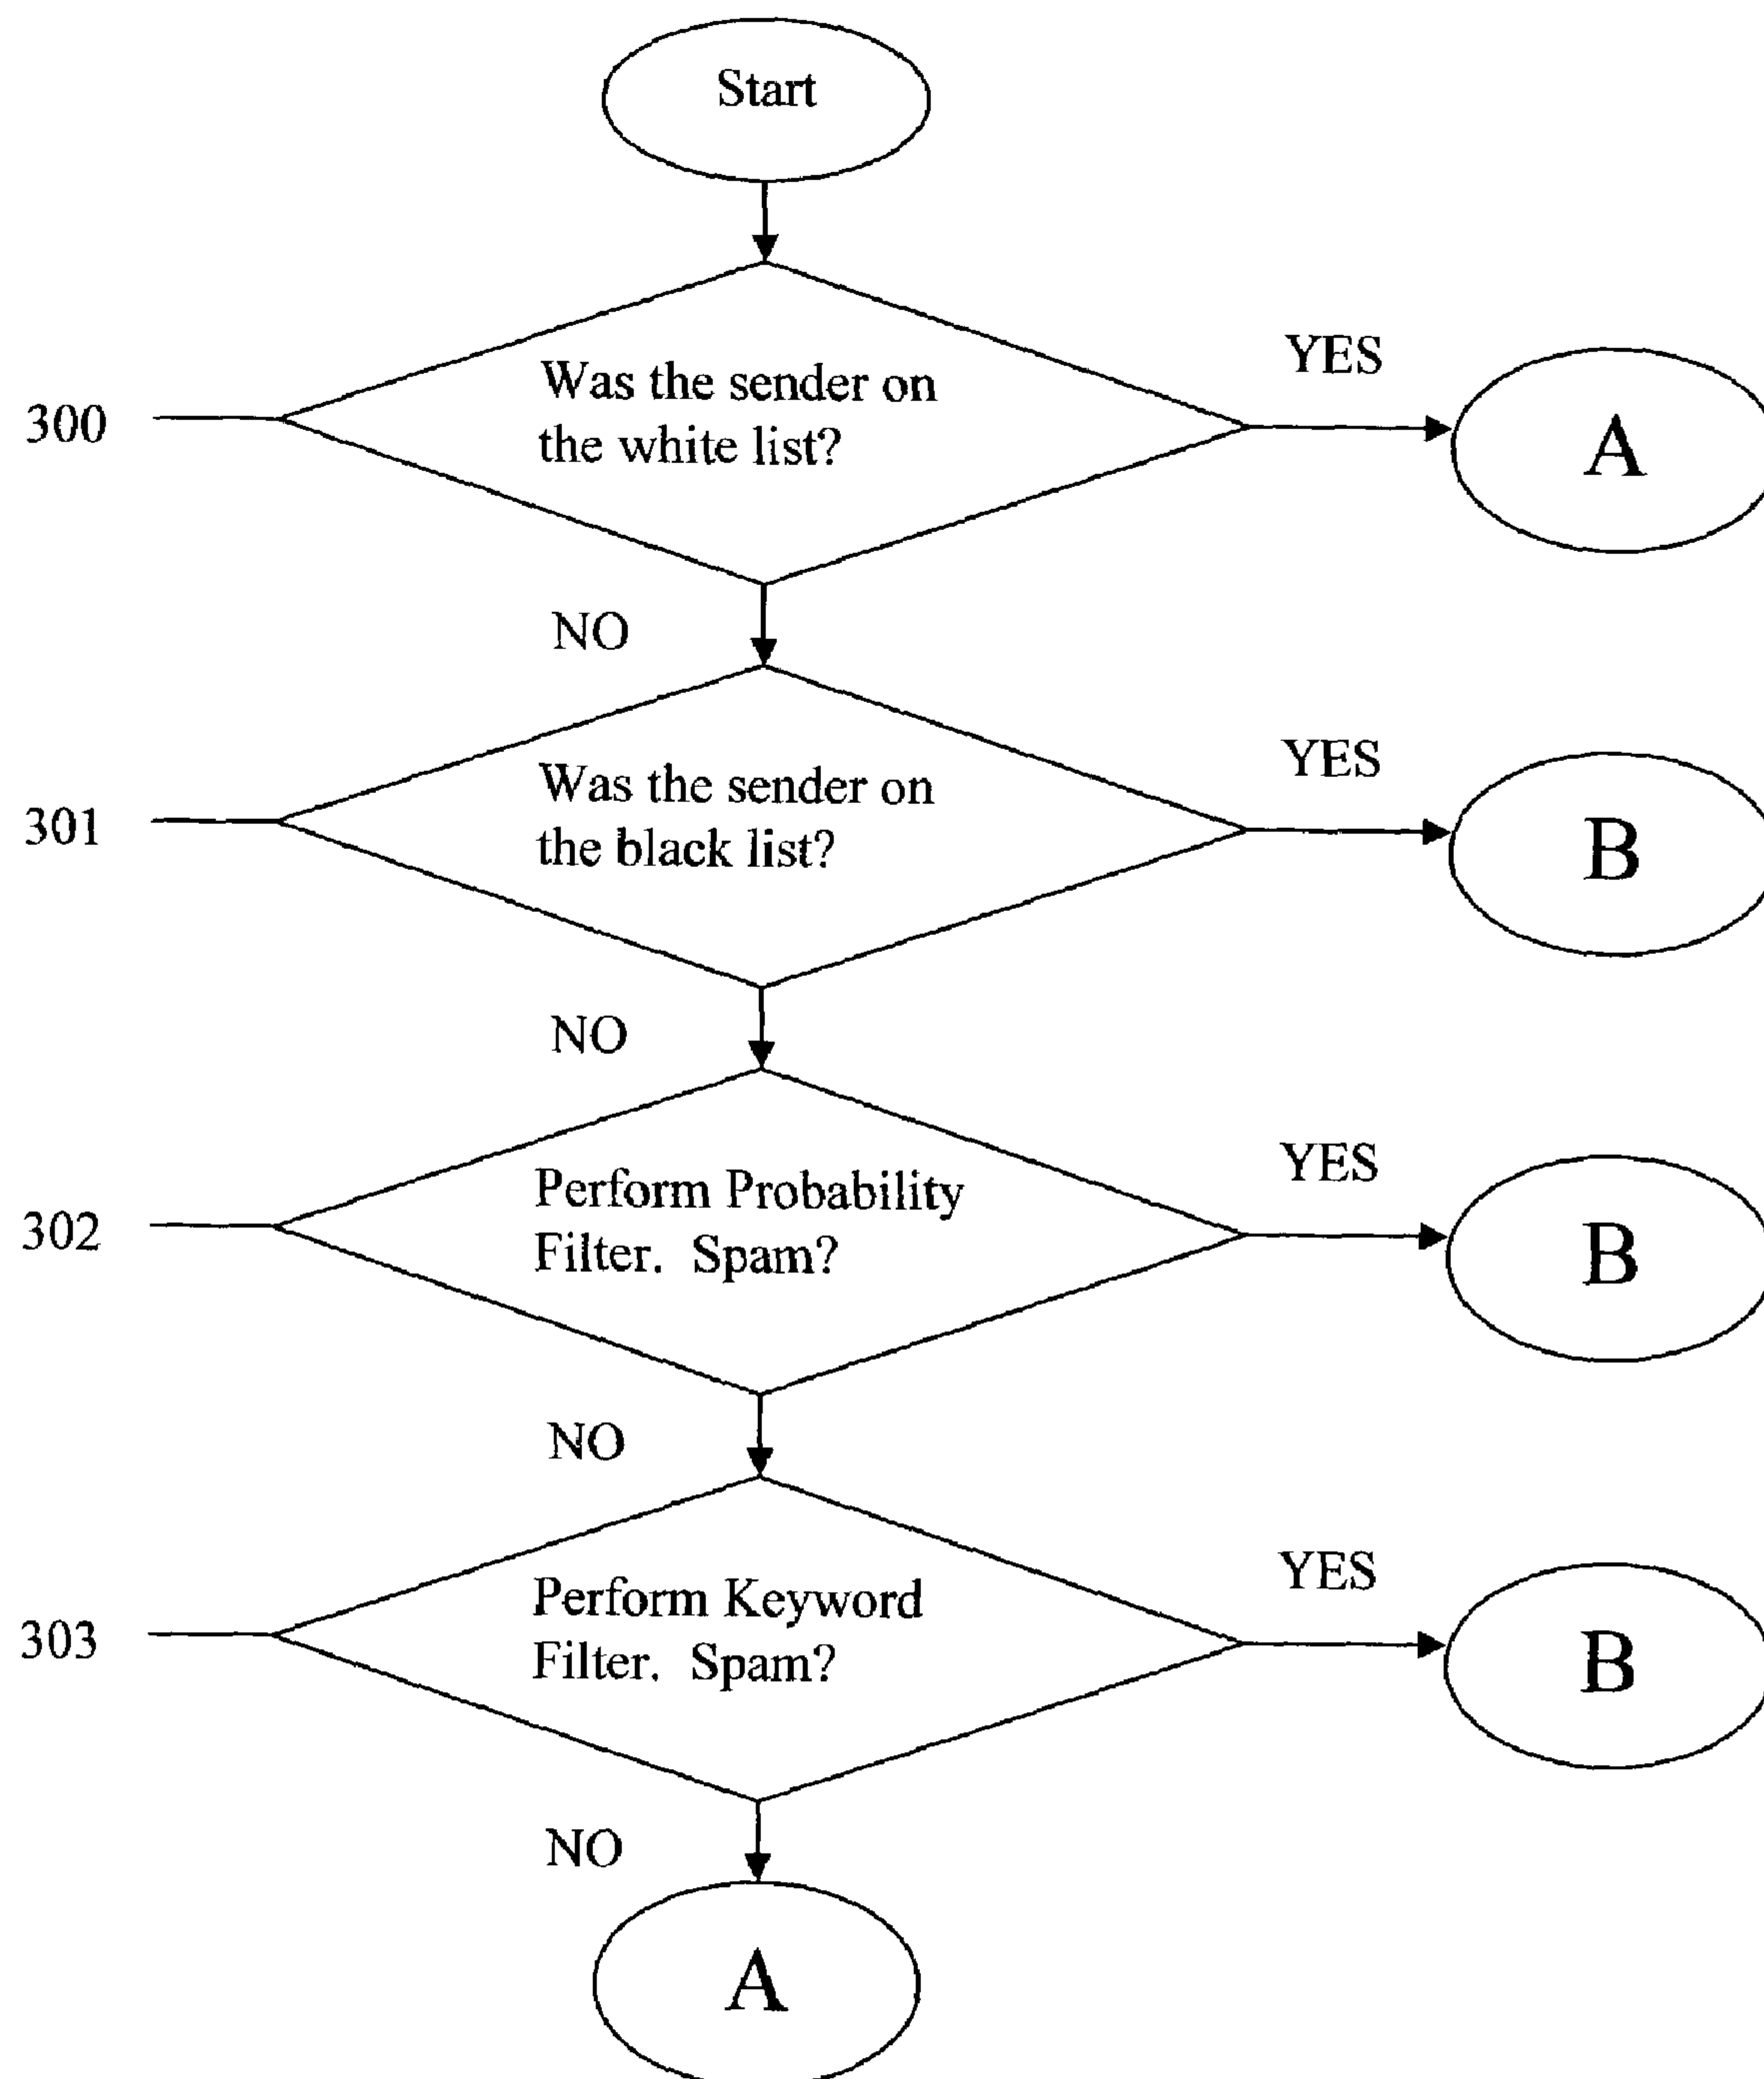 Start
YES
Was the sender on
the white list?
300
A
NO
YES
Was the sender on
the black list?
301
B
NO
YES
Perform Probability
Filter. Spam?
302
B
NO
YES
Perform Keyword
Filter. Spam?
303
B
NO
A